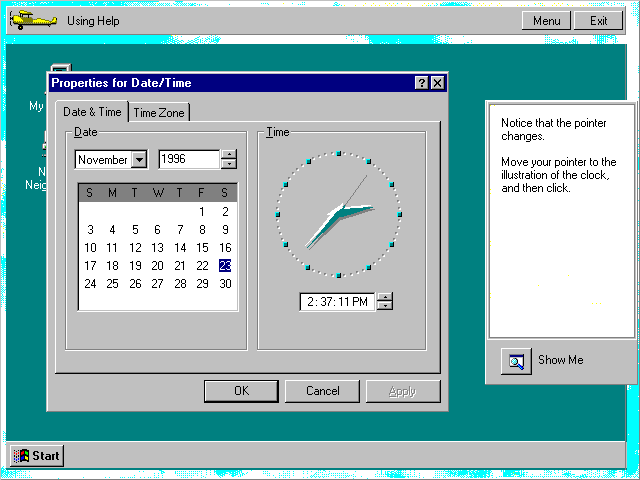 Using Help
Menu
Exit
My
N
Neig
Properties for Date/Time
Date & Time
Time Zone
Date
November
1996
S M T W T F S
1 2
3 4 5 6 7 8 9
10 11 12 13 14 15 16
17 18 19 20 21 22 23
24 25 26 27 28 29 30
Time
2:37:11 PM
OK
Cancel
Apply
Notice that the pointer
changes.
Move your pointer to the
illustration of the clock,
and then click.
Show Me
Start